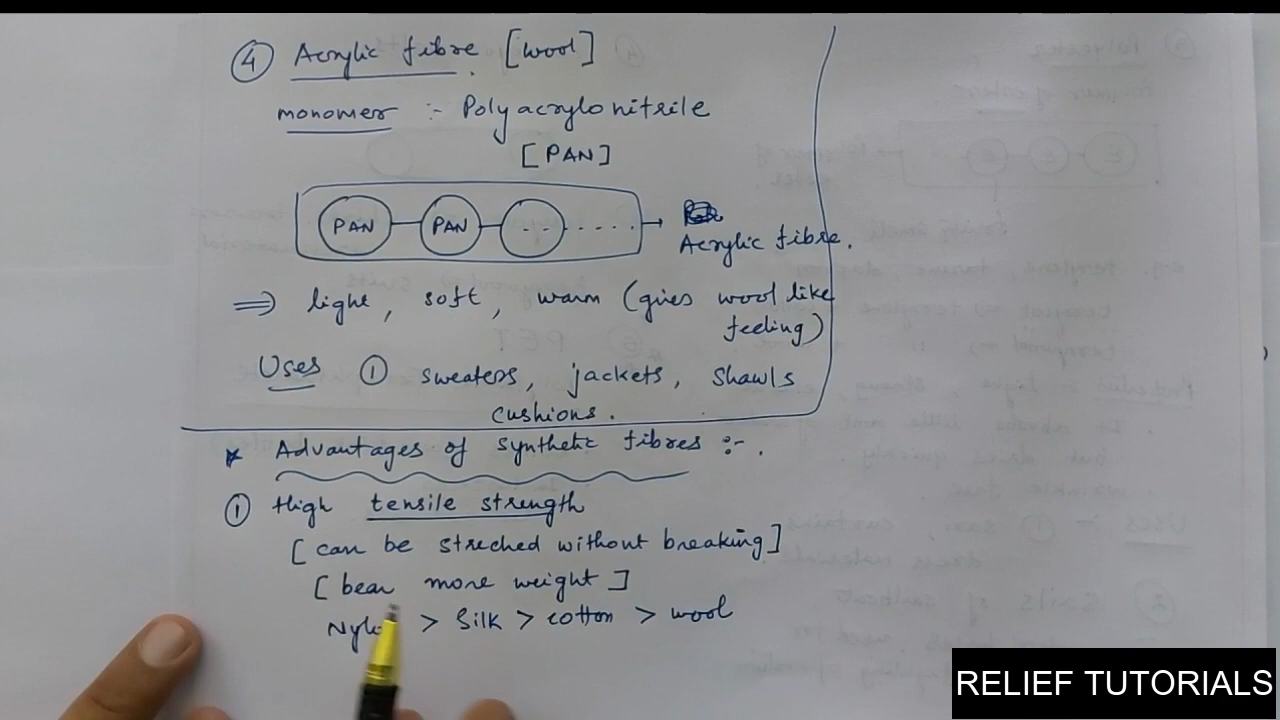 ④ Acrylic fibre [wool]
monomer :- Polyacrylonitrile
[PAN]
PAN PAN
Acrylic fibre.
⇒ light, soft, warm (gives wool like
feeling)
Uses ① sweaters, jackets, shawls
cushions.
* Advantages of synthetic fibres :-.
① High tensile strength
[can be streched without breaking]
[bear more weight]
> Silk > cotton > wool
RELIEF TUTORIALS